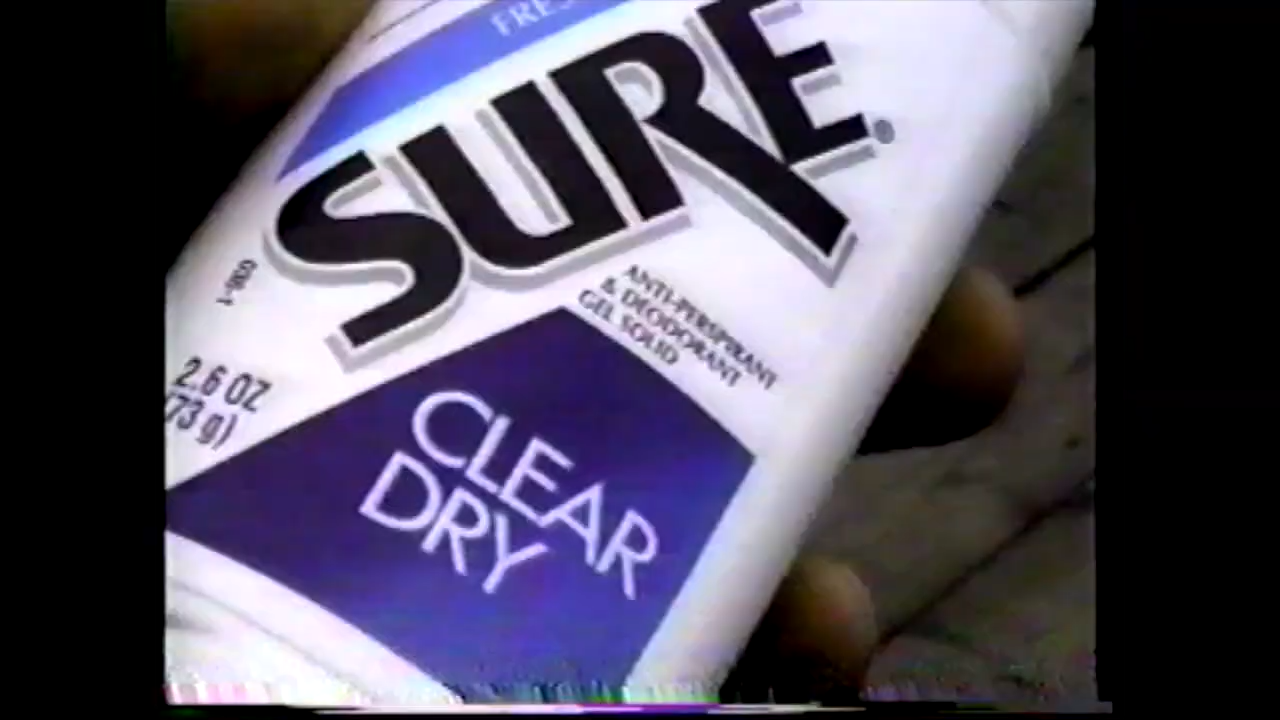 SURE®
ANTI-PERSPIRANT
& DEODORANT
GEL SOLID
2.6 OZ
(73 g)
CLEAR
DRY